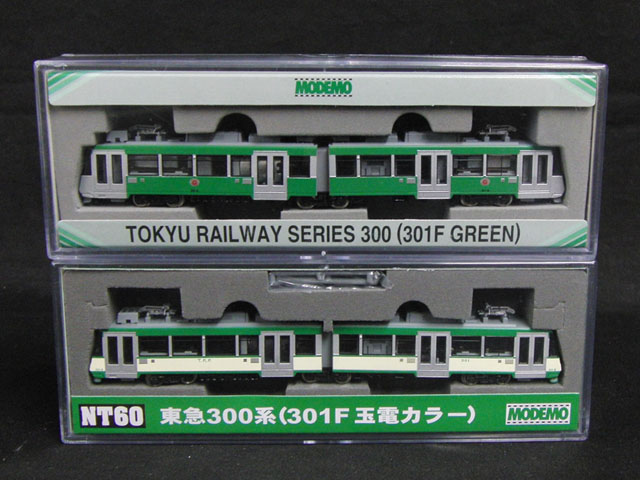 MODEMO
TOKYU RAILWAY SERIES 300 (301F GREEN)
NT60 東急300系(301F 玉電カラー) MODEMO